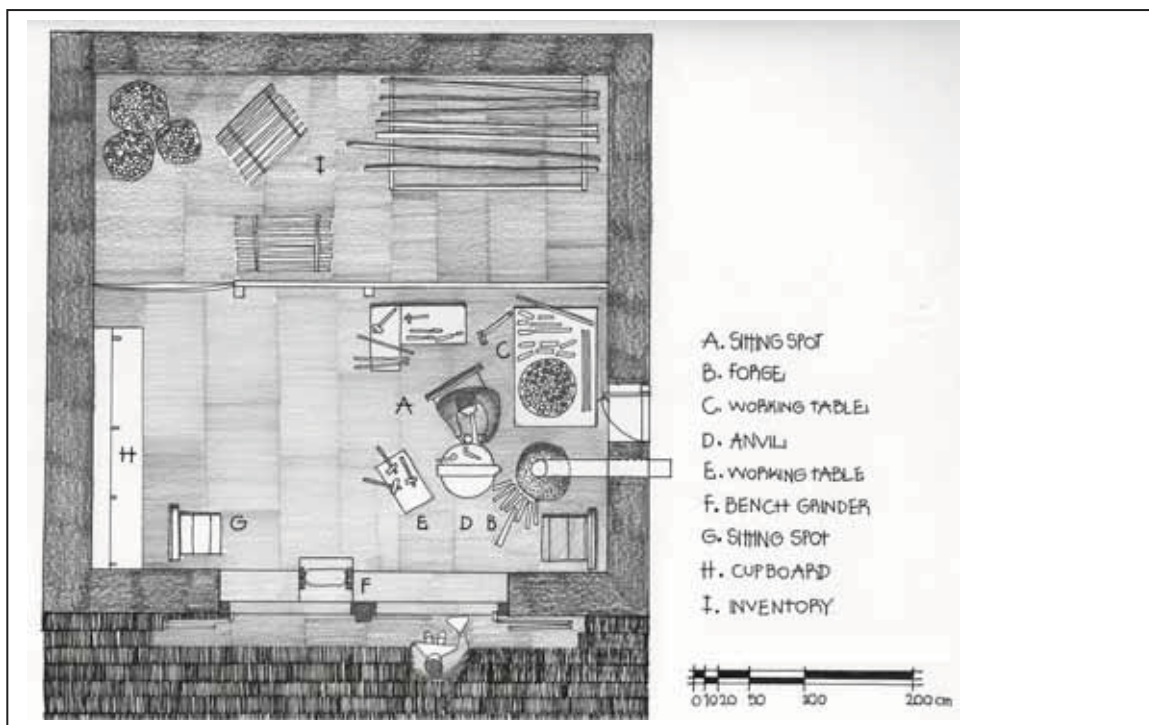 I
C
A
H
G
E
D
B
F
A. SITTING SPOT
B. FORGE
C. WORKING TABLE
D. ANVIL
E. WORKING TABLE
F. BENCH GRINDER
G. SITTING SPOT
H. CUPBOARD
I. INVENTORY
0 10 20 50 100 200 cm